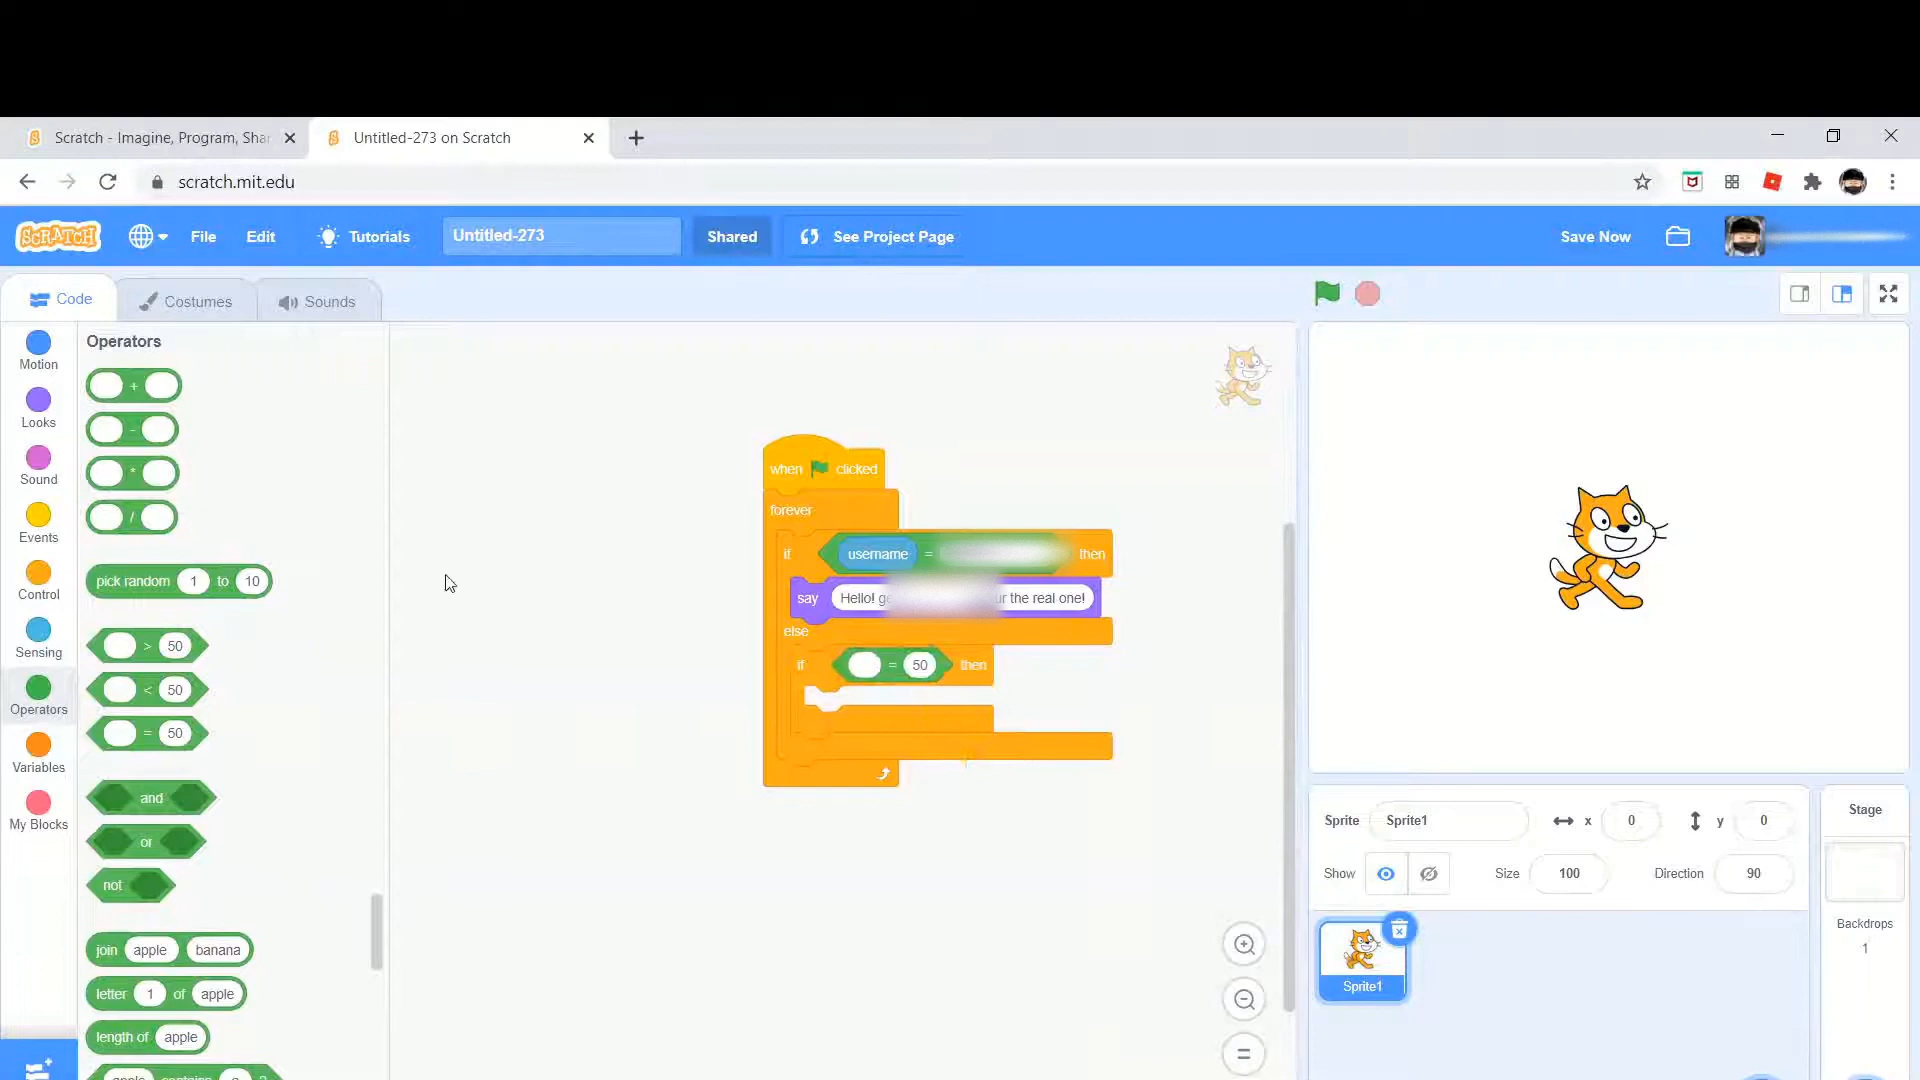 Scratch - Imagine, Program, Sha
Untitled-273 on Scratch
scratch.mit.edu
SCRATCH
File
Edit
Tutorials
Untitled-273
Shared
See Project Page
Save Now
Code
Costumes
Sounds
Motion
Looks
Sound
Events
Control
Sensing
Operators
Variables
My Blocks
Operators
+
-
*
/
pick random 1 to 10
> 50
< 50
= 50
and
or
not
join apple banana
letter 1 of apple
length of apple
when clicked
forever
if username = then
say Hello! ur the real one!
else
if = 50 then
Sprite Sprite1 x 0 y 0
Show Size 100 Direction 90
Sprite1
Stage
Backdrops
1